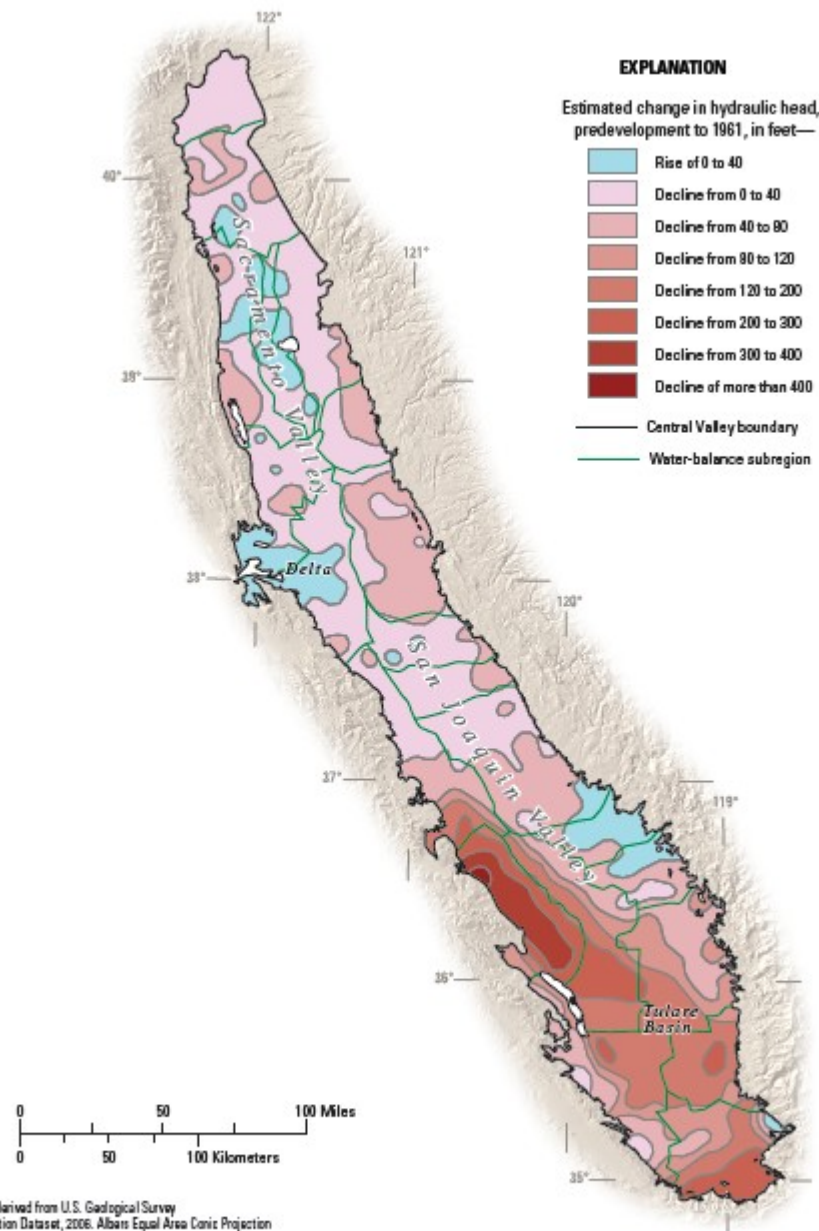 122°
EXPLANATION
Estimated change in hydraulic head,
predevelopment to 1961, in feet—
Rise of 0 to 40
Decline from 0 to 40
Decline from 40 to 80
Decline from 80 to 120
Decline from 120 to 200
Decline from 200 to 300
Decline from 300 to 400
Decline of more than 400
Central Valley boundary
Water-balance subregion
40°
121°
Sacramento Valley
39°
38°
Delta
120°
San Joaquin Valley
37°
119°
36°
Tulare
Basin
35°
0 50 100 Miles
0 50 100 Kilometers
derived from U.S. Geological Survey
tion Dataset, 2006. Albers Equal Area Conic Projection